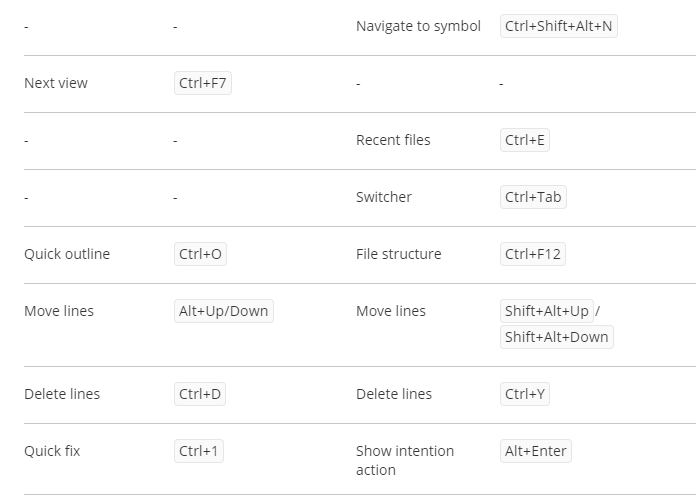 - - Navigate to symbol Ctrl+Shift+Alt+N
Next view Ctrl+F7 - -
- - Recent files Ctrl+E
- - Switcher Ctrl+Tab
Quick outline Ctrl+O File structure Ctrl+F12
Move lines Alt+Up/Down Move lines Shift+Alt+Up /
Shift+Alt+Down
Delete lines Ctrl+D Delete lines Ctrl+Y
Quick fix Ctrl+1 Show intention Alt+Enter
action